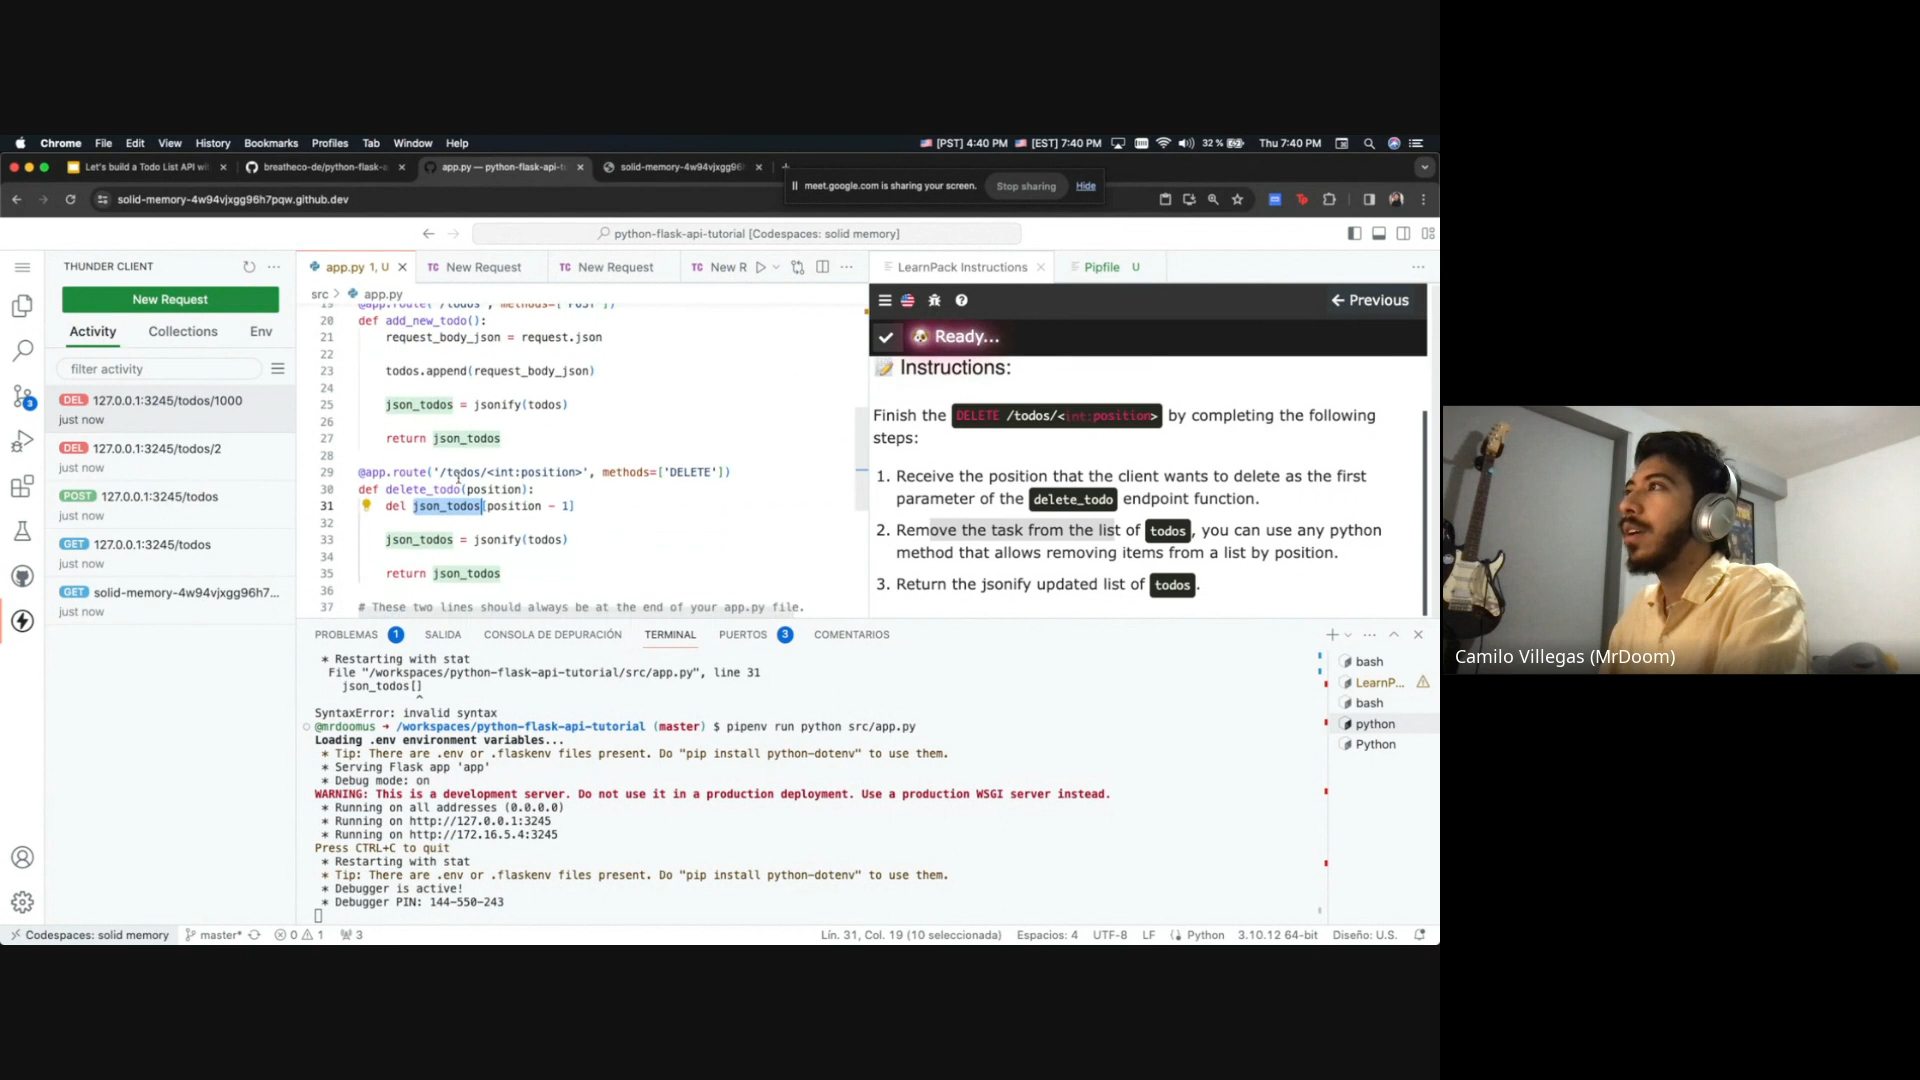 Chrome File Edit View History Bookmarks Profiles Tab Window Help
[PST] 4:40 PM [EST] 7:40 PM 32 % Thu 7:40 PM
Let's build a Todo List API wi
breatheco-de/python-flask-a
app.py — python-flask-api-t
solid-memory-4w94vjxgg96
meet.google.com is sharing your screen. Stop sharing Hide
solid-memory-4w94vjxgg96h7pqw.github.dev
python-flask-api-tutorial [Codespaces: solid memory]
THUNDER CLIENT
New Request
Activity Collections Env
filter activity
DEL 127.0.0.1:3245/todos/1000
just now
DEL 127.0.0.1:3245/todos/2
just now
POST 127.0.0.1:3245/todos
just now
GET 127.0.0.1:3245/todos
just now
GET solid-memory-4w94vjxgg96h7...
just now
app.py 1, U
TC New Request
TC New Request
TC New R
src > app.py
19 @app.route('/todos', methods=['POST'])
20 def add_new_todo():
21 request_body_json = request.json
22
23 todos.append(request_body_json)
24
25 json_todos = jsonify(todos)
26
27 return json_todos
28
29 @app.route('/todos/<int:position>', methods=['DELETE'])
30 def delete_todo(position):
31 del json_todos[position - 1]
32
33 json_todos = jsonify(todos)
34
35 return json_todos
36
37 # These two lines should always be at the end of your app.py file.
LearnPack Instructions
Pipfile U
Previous
Ready...
Instructions:
Finish the DELETE /todos/<int:position> by completing the following
steps:
1. Receive the position that the client wants to delete as the first
parameter of the delete_todo endpoint function.
2. Remove the task from the list of todos, you can use any python
method that allows removing items from a list by position.
3. Return the jsonify updated list of todos.
PROBLEMAS 1 SALIDA CONSOLA DE DEPURACIÓN TERMINAL PUERTOS 3 COMENTARIOS
* Restarting with stat
File "/workspaces/python-flask-api-tutorial/src/app.py", line 31
json_todos[]
^
SyntaxError: invalid syntax
@mrdoomus → /workspaces/python-flask-api-tutorial (master) $ pipenv run python src/app.py
Loading .env environment variables...
* Tip: There are .env or .flaskenv files present. Do "pip install python-dotenv" to use them.
* Serving Flask app 'app'
* Debug mode: on
WARNING: This is a development server. Do not use it in a production deployment. Use a production WSGI server instead.
* Running on all addresses (0.0.0.0)
* Running on http://127.0.0.1:3245
* Running on http://172.16.5.4:3245
Press CTRL+C to quit
* Restarting with stat
* Tip: There are .env or .flaskenv files present. Do "pip install python-dotenv" to use them.
* Debugger is active!
* Debugger PIN: 144-550-243
bash
LearnP...
bash
python
Python
Codespaces: solid memory master* 0 1 3
Lín. 31, Col. 19 (10 seleccionada) Espacios: 4 UTF-8 LF Python 3.10.12 64-bit Diseño: U.S.
Camilo Villegas (MrDoom)